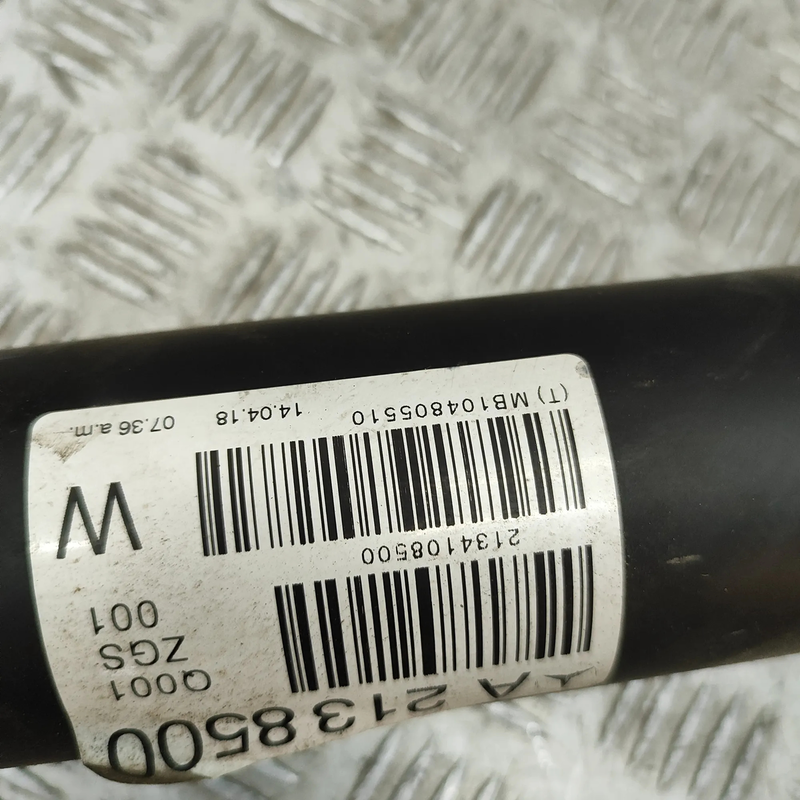 A 213 8500
Q001
ZGS
001
2134108500
M
(T) MB104805510 14.04.18 07.36 a.m.